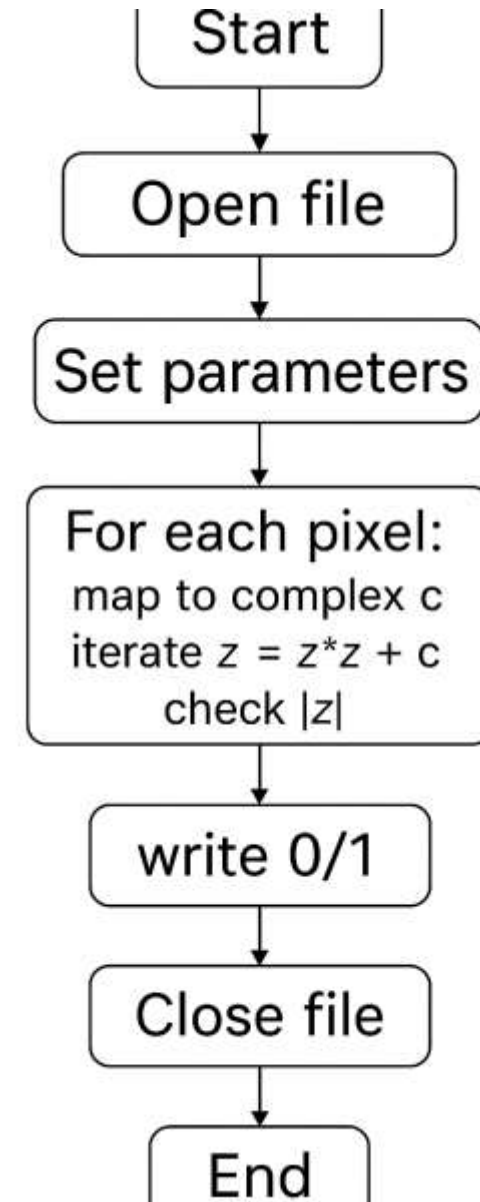 Start
Open file
Set parameters
For each pixel:
map to complex c
iterate z = z*z + c
check |z|
write 0/1
Close file
End